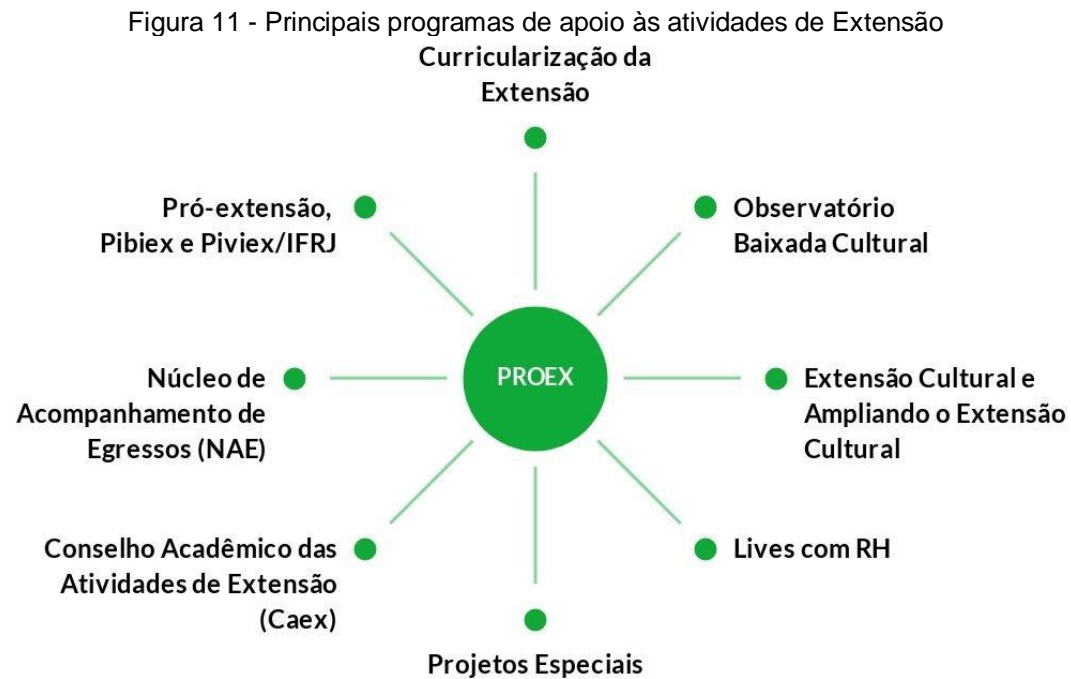 Figura 11 - Principais programas de apoio às atividades de Extensão
Curricularização da
Extensão
Pró-extensão,
Pibiex e Piviex/IFRJ
Observatório
Baixada Cultural
Núcleo de
Acompanhamento de
Egressos (NAE)
PROEX
Extensão Cultural e
Ampliando o Extensão
Cultural
Conselho Acadêmico das
Atividades de Extensão
(Caex)
Lives com RH
Projetos Especiais